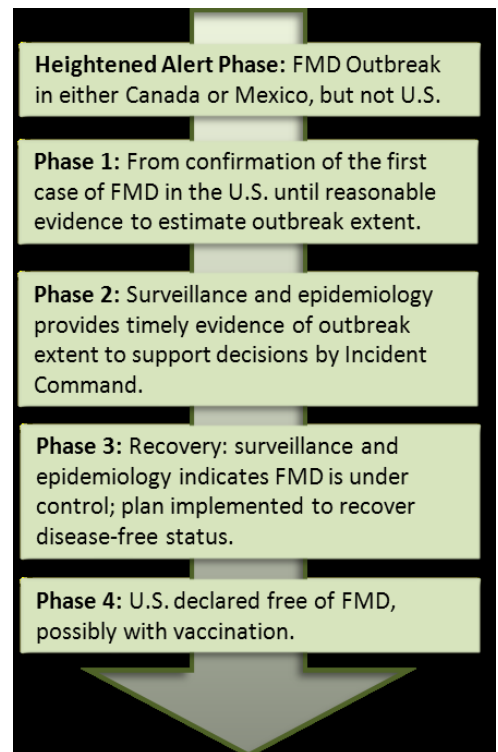 Heightened Alert Phase: FMD Outbreak
in either Canada or Mexico, but not U.S.
Phase 1: From confirmation of the first
case of FMD in the U.S. until reasonable
evidence to estimate outbreak extent.
Phase 2: Surveillance and epidemiology
provides timely evidence of outbreak
extent to support decisions by Incident
Command.
Phase 3: Recovery: surveillance and
epidemiology indicates FMD is under
control; plan implemented to recover
disease-free status.
Phase 4: U.S. declared free of FMD,
possibly with vaccination.